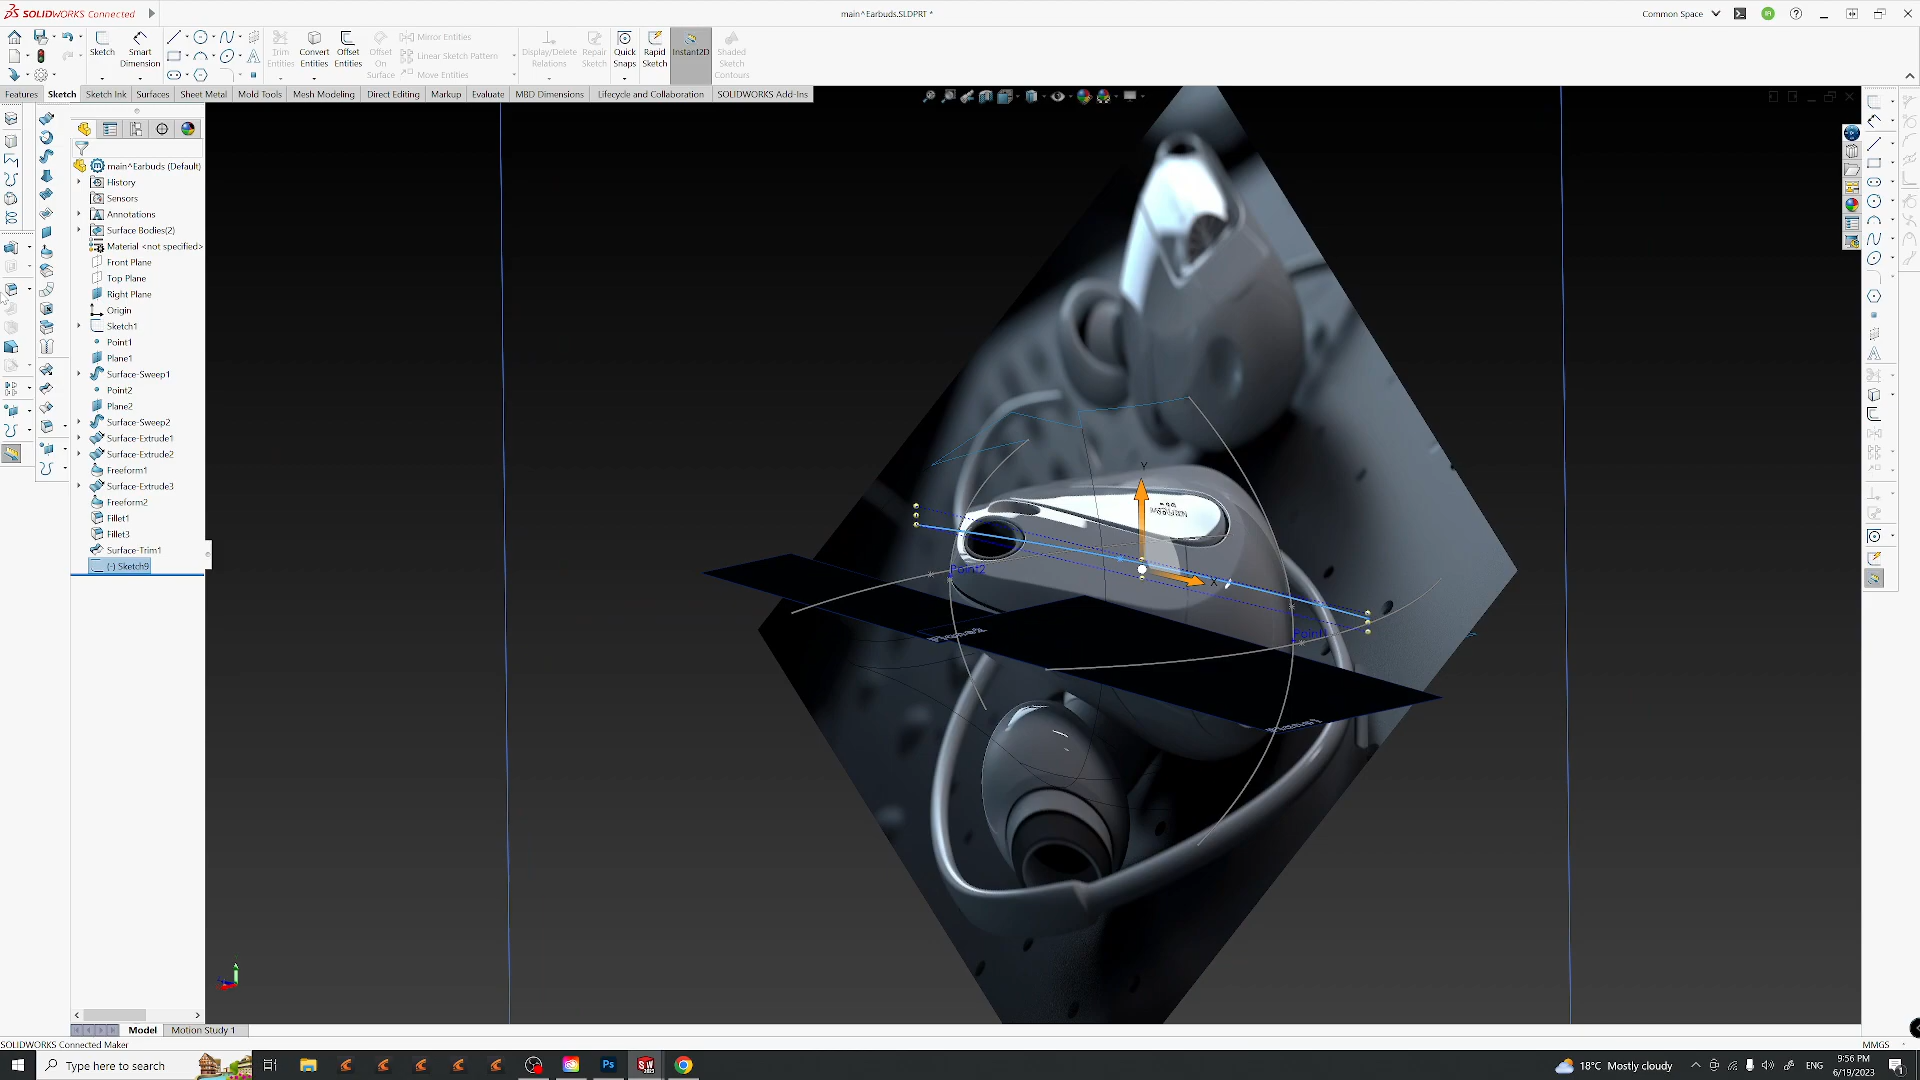 SOLIDWORKS Connected
main^Earbuds.SLDPRT *
Common Space
Sketch
Smart Dimension
Trim Entities
Convert Entities
Offset Entities
Offset On Surface
Mirror Entities
Linear Sketch Pattern
Move Entities
Display/Delete Relations
Repair Sketch
Quick Snaps
Rapid Sketch
Instant2D
Shaded Sketch Contours
Features Sketch Sketch Ink Surfaces Sheet Metal Mold Tools Mesh Modeling Direct Editing Markup Evaluate MBD Dimensions Lifecycle and Collaboration SOLIDWORKS Add-Ins
main^Earbuds (Default)
History
Sensors
Annotations
Surface Bodies(2)
Material <not specified>
Front Plane
Top Plane
Right Plane
Origin
Sketch1
Point1
Plane1
Surface-Sweep1
Point2
Plane2
Surface-Sweep2
Surface-Extrude1
Surface-Extrude2
Freeform1
Surface-Extrude3
Freeform2
Fillet1
Fillet3
Surface-Trim1
(-) Sketch9
Y
X
Point2
Plane2
Plane1
Model Motion Study 1
SOLIDWORKS Connected Maker
MMGS
Type here to search
Ps
SW
18°C Mostly cloudy
ENG
9:56 PM
6/19/2023